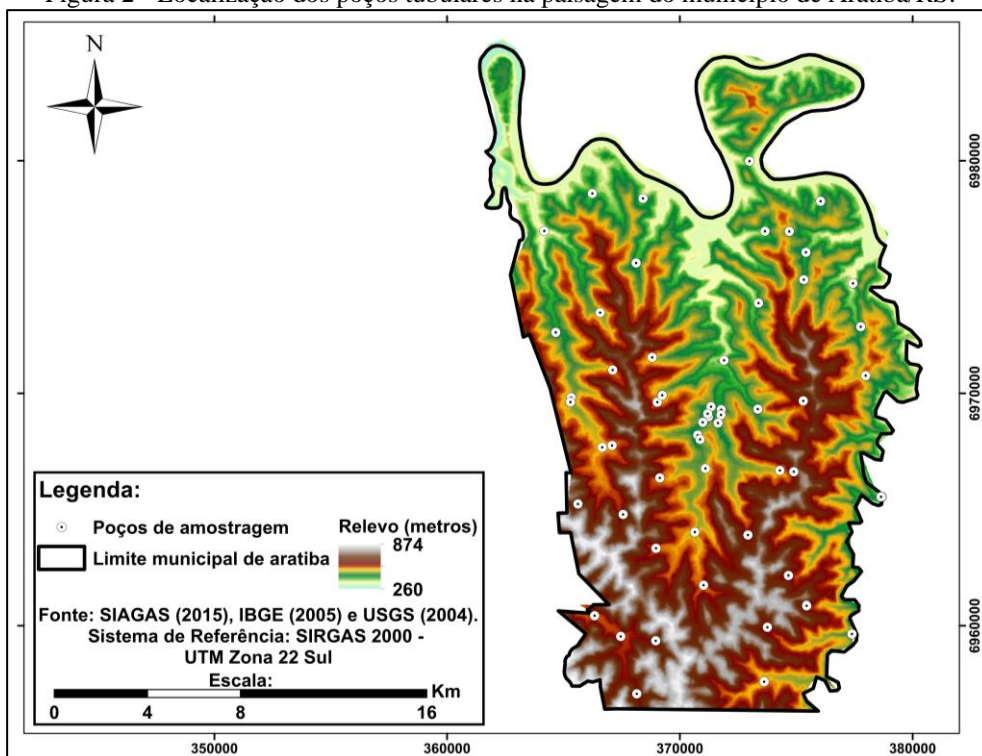 Figura 2 - Localização dos poços tubulares na paisagem do município de Aratiba/RS.
N
6980000
6970000
6960000
Legenda:
Poços de amostragem
Limite municipal de aratiba
Relevo (metros)
874
260
Fonte: SIAGAS (2015), IBGE (2005) e USGS (2004).
Sistema de Referência: SIRGAS 2000 -
UTM Zona 22 Sul
Escala:
Km
0 4 8 16
350000 360000 370000 380000